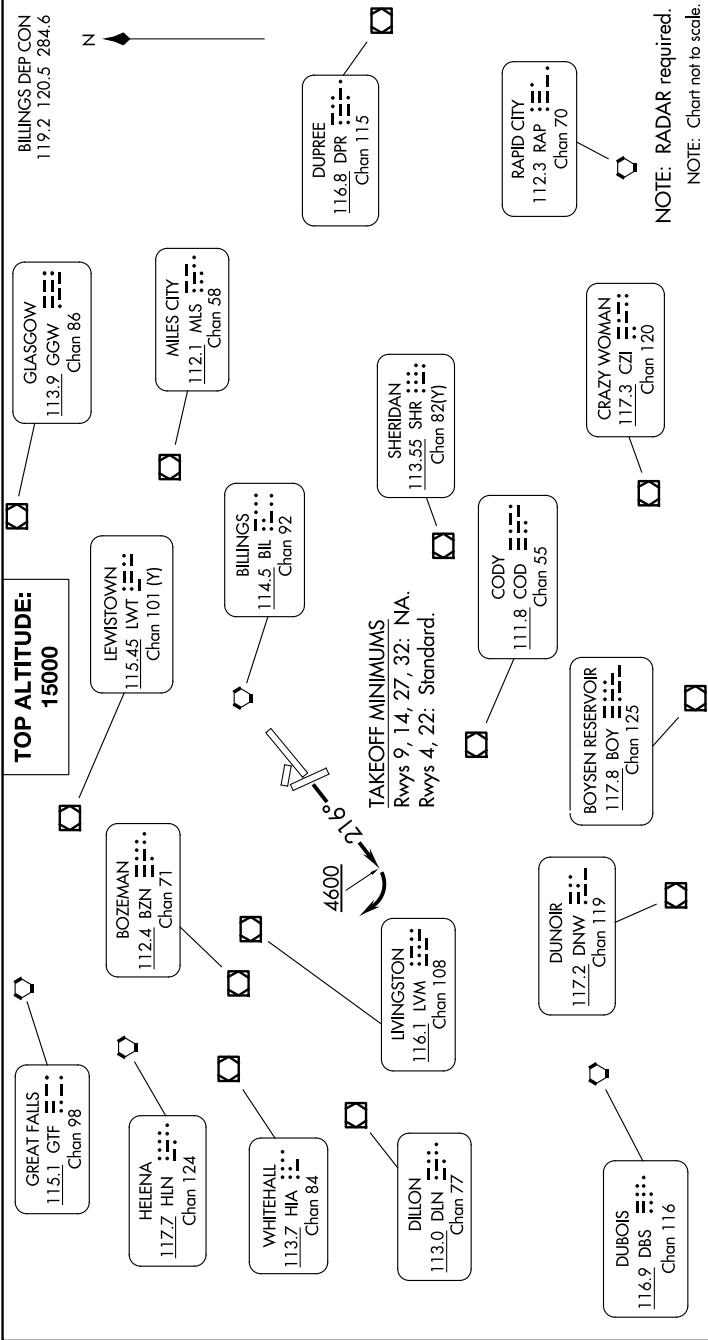 BILLINGS DEP CON
119.2 120.5 284.6
N
TOP ALTITUDE:
15000
GREAT FALLS
115.1 GTF
Chan 98
HELENA
117.7 HLN
Chan 124
WHITEHALL
113.7 HIA
Chan 84
DILLON
113.0 DLN
Chan 77
DUBOIS
116.9 DBS
Chan 116
BOZEMAN
112.4 BZN
Chan 71
LIVINGSTON
116.1 LVM
Chan 108
DUNOIR
117.2 DNW
Chan 119
LEWISTOWN
115.45 LWT
Chan 101 (Y)
216°
4600
TAKEOFF MINIMUMS
Rwys 9, 14, 27, 32: NA.
Rwys 4, 22: Standard.
BOYSEN RESERVOIR
117.8 BOY
Chan 125
BILLINGS
114.5 BIL
Chan 92
CODY
111.8 COD
Chan 55
GLASGOW
113.9 GGW
Chan 86
MILES CITY
112.1 MLS
Chan 58
SHERIDAN
113.55 SHR
Chan 82(Y)
CRAZY WOMAN
117.3 CZI
Chan 120
DUPREE
116.8 DPR
Chan 115
RAPID CITY
112.3 RAP
Chan 70
NOTE: RADAR required.
NOTE: Chart not to scale.